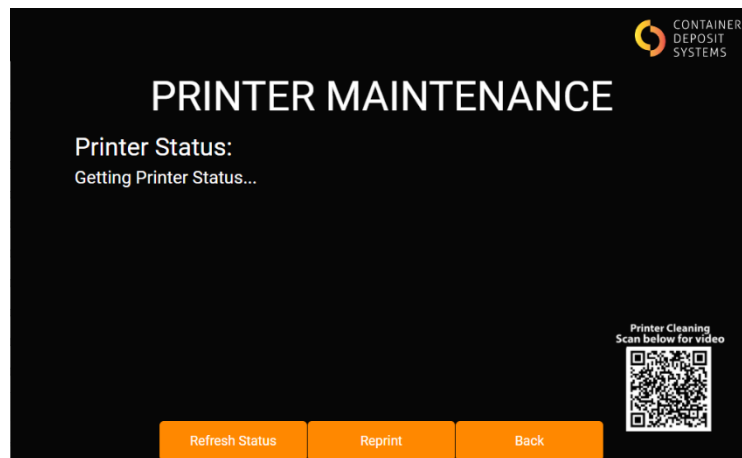 CONTAINER
DEPOSIT
SYSTEMS
PRINTER MAINTENANCE
Printer Status:
Getting Printer Status...
Printer Cleaning
Scan below for video
Refresh Status
Reprint
Back